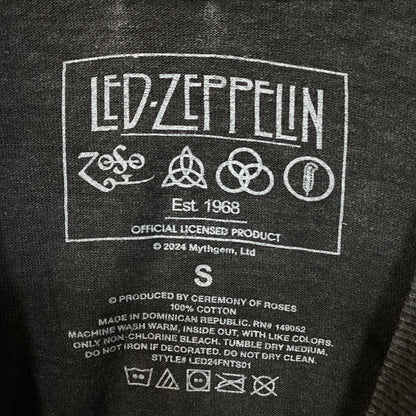 LED-ZEPPELIN
ZOSO
Est. 1968
OFFICIAL LICENSED PRODUCT
© 2024 Mythgem, Ltd
S
© PRODUCED BY CEREMONY OF ROSES
100% COTTON
MADE IN DOMINICAN REPUBLIC. RN# 149052
MACHINE WASH WARM, INSIDE OUT, WITH LIKE COLORS.
ONLY NON-CHLORINE BLEACH. TUMBLE DRY MEDIUM.
DO NOT IRON IF DECORATED. DO NOT DRY CLEAN.
STYLE# LED24FNTS01